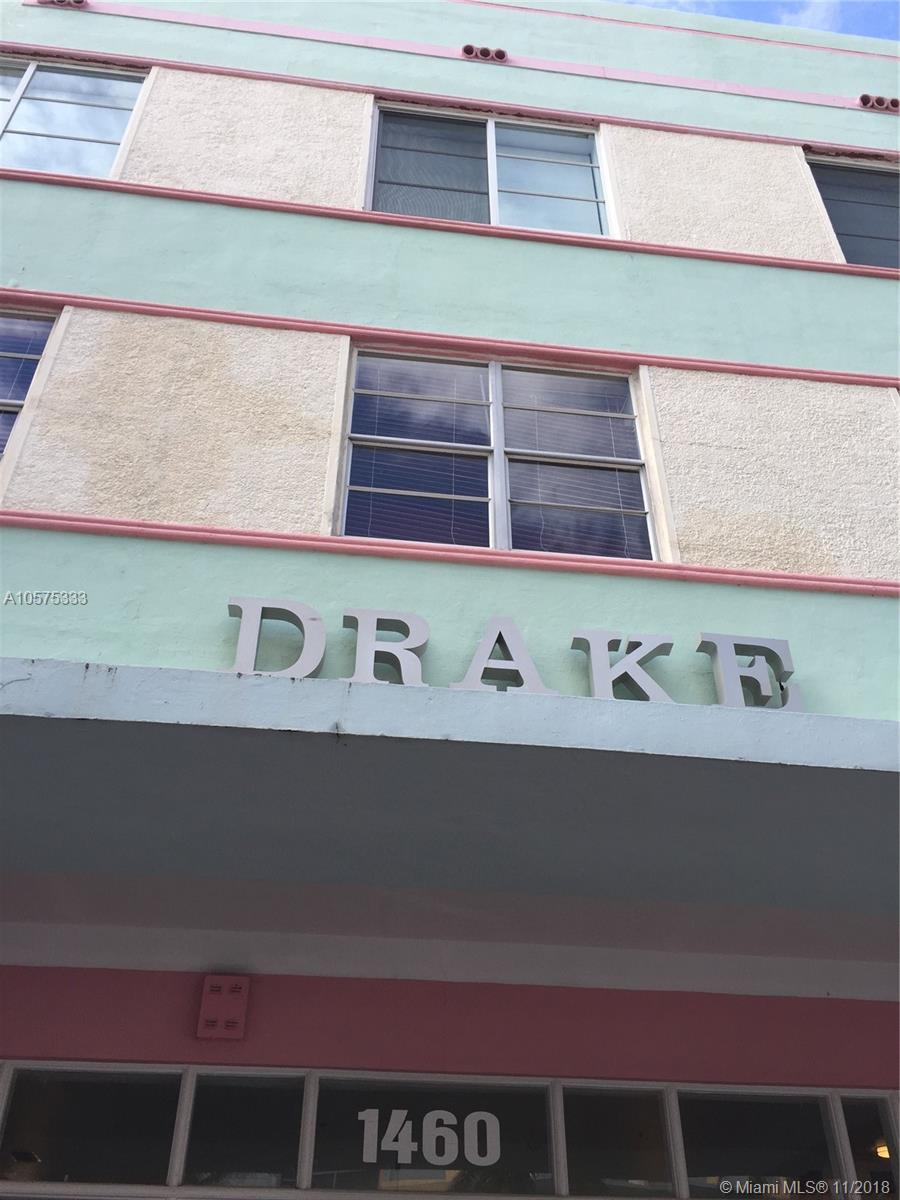 A10575333
DRAKE
1460
© Miami MLS® 11/2018